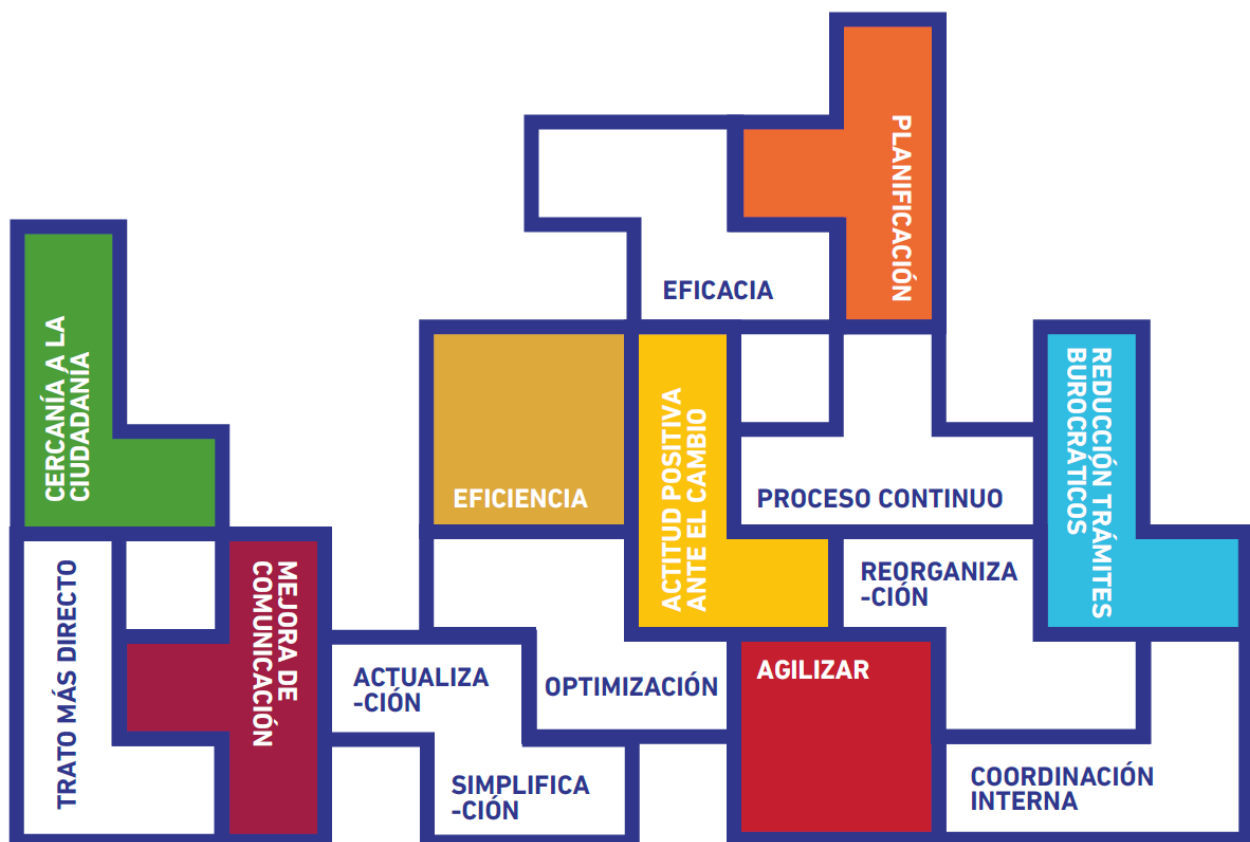 PLANIFICACIÓN
EFICACIA
CERCANÍA A LA
CIUDADANÍA
EFICIENCIA
ACTITUD POSITIVA
ANTE EL CAMBIO
PROCESO CONTINUO
REDUCCIÓN TRÁMITES
BUROCRÁTICOS
TRATO MÁS DIRECTO
MEJORA DE
COMUNICACIÓN
ACTUALIZA
-CIÓN
OPTIMIZACIÓN
SIMPLIFICA
-CIÓN
AGILIZAR
REORGANIZA
-CIÓN
COORDINACIÓN
INTERNA